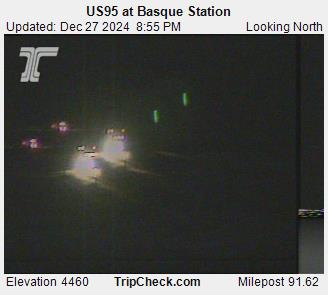 US95 at Basque Station
Updated: Dec 27 2024 8:55 PM Looking North
Elevation 4460 TripCheck.com Milepost 91.62